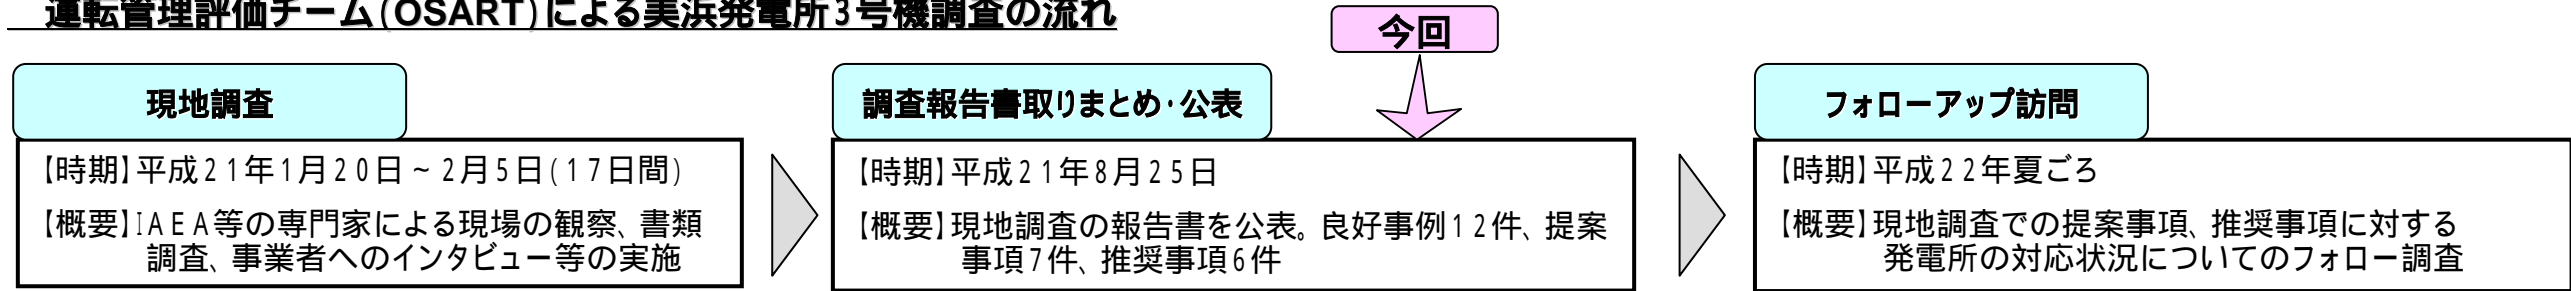 運転管理評価チーム(OSART)による美浜発電所3号機調査の流れ
今回
現地調査
【時期】平成21年1月20日~2月5日(17日間)
【概要】IAEA等の専門家による現場の観察、書類
調査、事業者へのインタビュー等の実施
調査報告書取りまとめ・公表
【時期】平成21年8月25日
【概要】現地調査の報告書を公表。良好事例12件、提案
事項7件、推奨事項6件
フォローアップ訪問
【時期】平成22年夏ごろ
【概要】現地調査での提案事項、推奨事項に対する
発電所の対応状況についてのフォロー調査